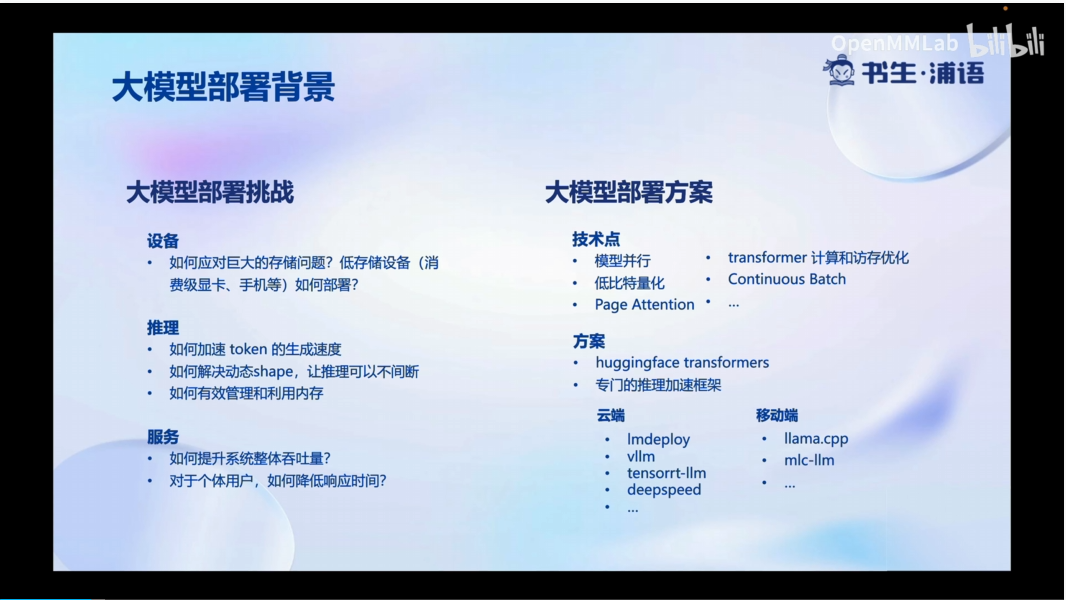 OpenMMLab bilibili
书生·浦语
大模型部署背景
大模型部署挑战
设备
• 如何应对巨大的存储问题？低存储设备（消
费级显卡、手机等）如何部署？
推理
• 如何加速 token 的生成速度
• 如何解决动态shape，让推理可以不间断
• 如何有效管理和利用内存
服务
• 如何提升系统整体吞吐量？
• 对于个体用户，如何降低响应时间？
大模型部署方案
技术点
• 模型并行
• 低比特量化
• Page Attention
• transformer 计算和访存优化
• Continuous Batch
• ...
方案
• huggingface transformers
• 专门的推理加速框架
云端
• lmdeploy
• vllm
• tensorrt-llm
• deepspeed
• ...
移动端
• llama.cpp
• mlc-llm
• ...